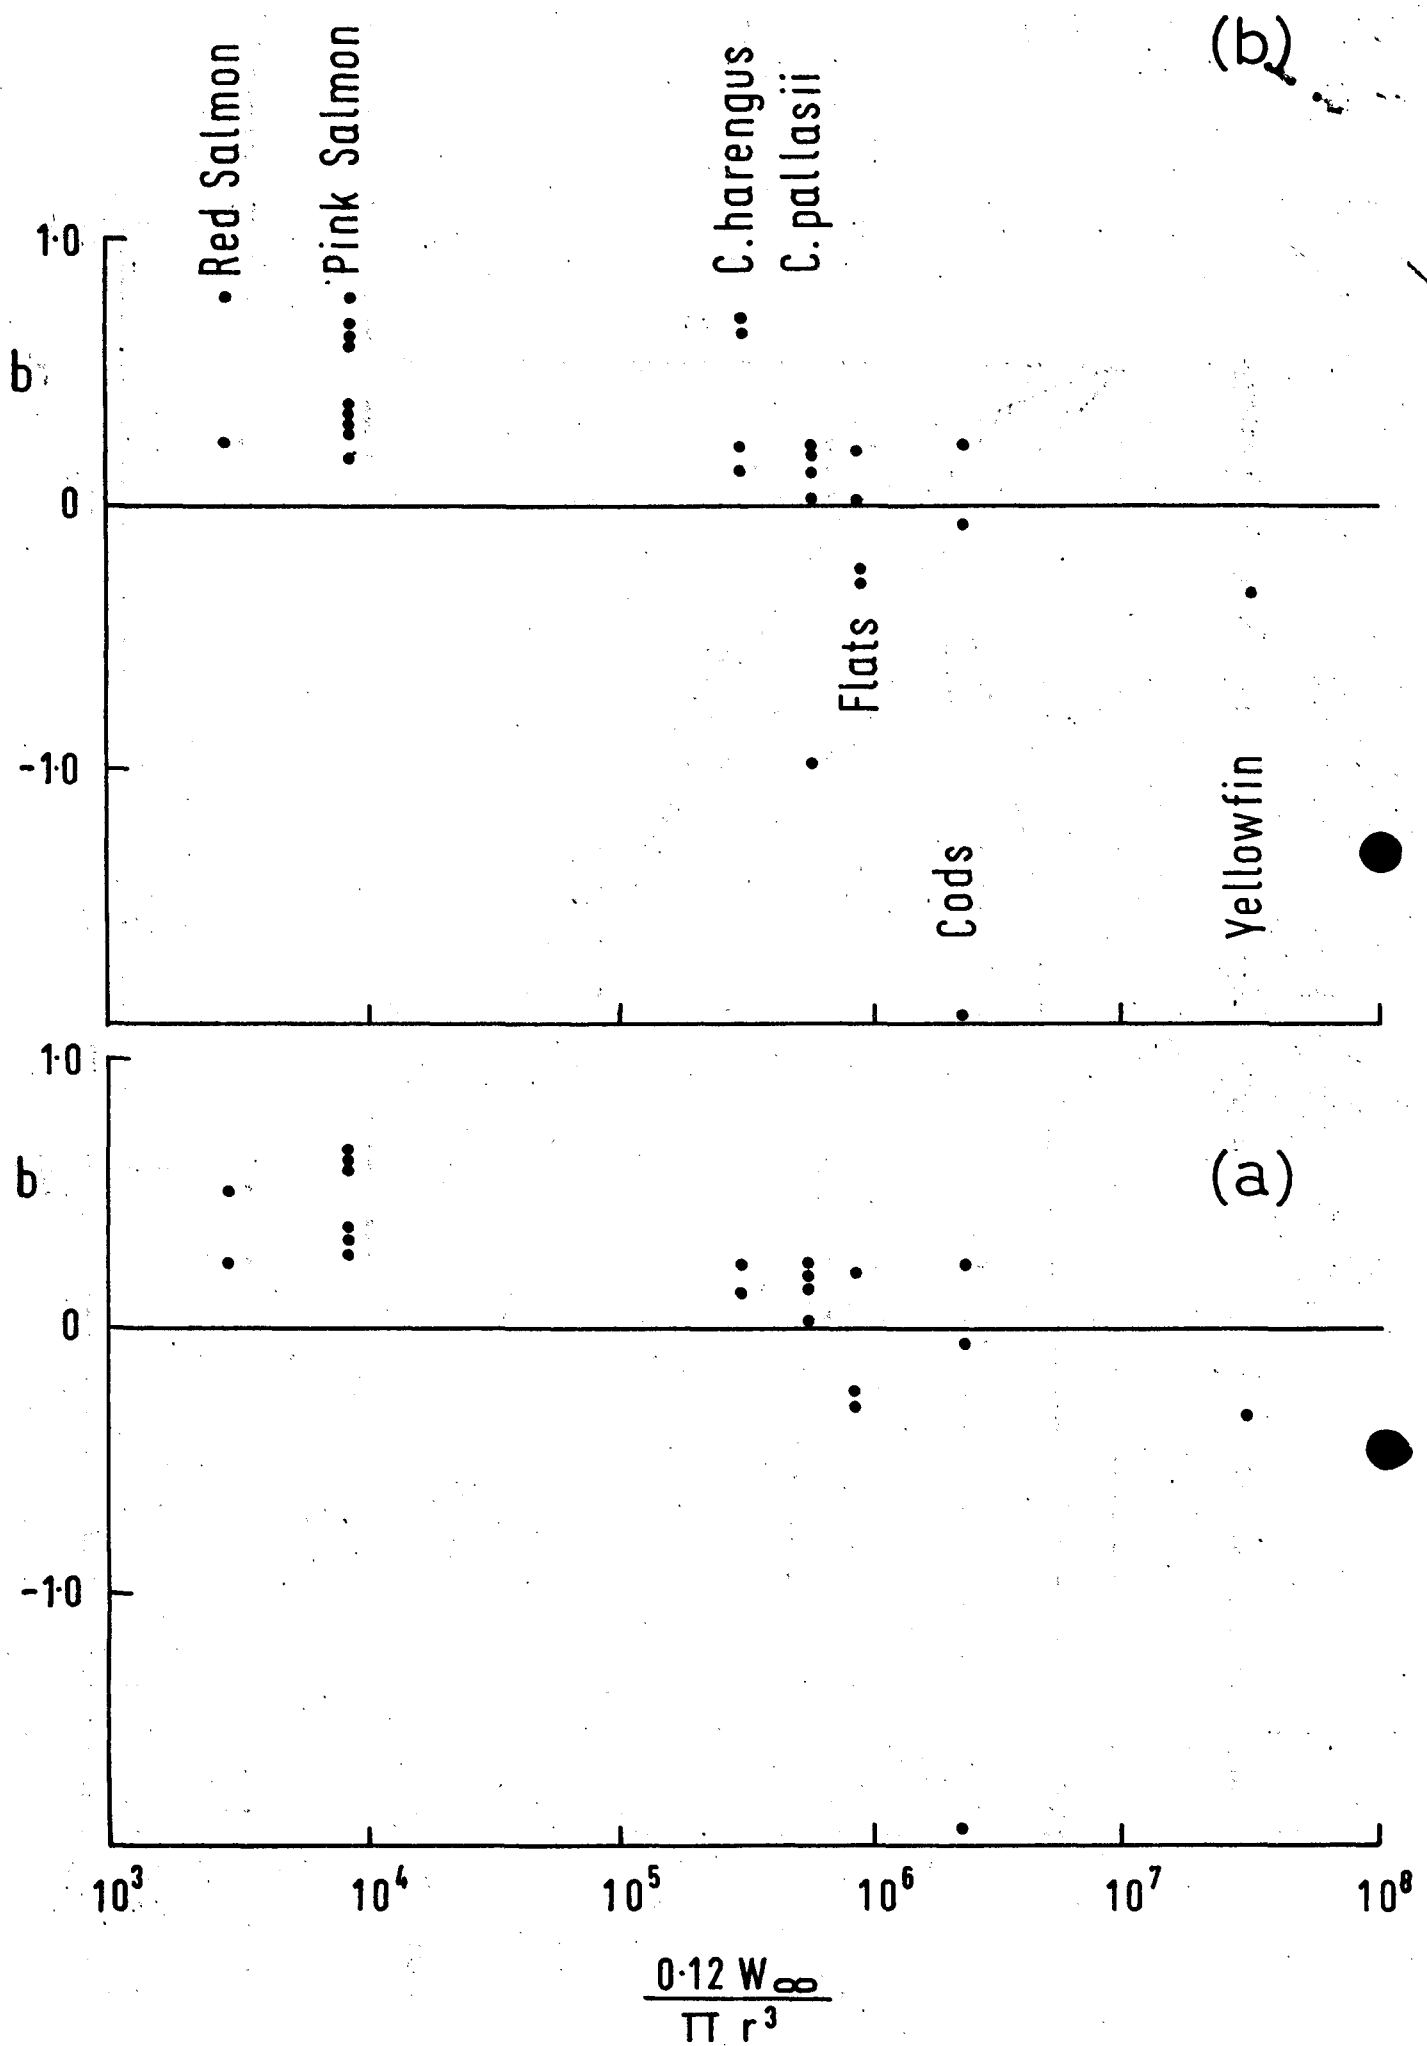 (b)
Red Salmon
Pink Salmon
C.harengus
C.pallasii
1·0
b
0
Flats
-1·0
Cods
Yellowfin
1·0
b
(a)
0
-1·0
10³
10⁴
10⁵
10⁶
10⁷
10⁸
0·12 W∞
π r³